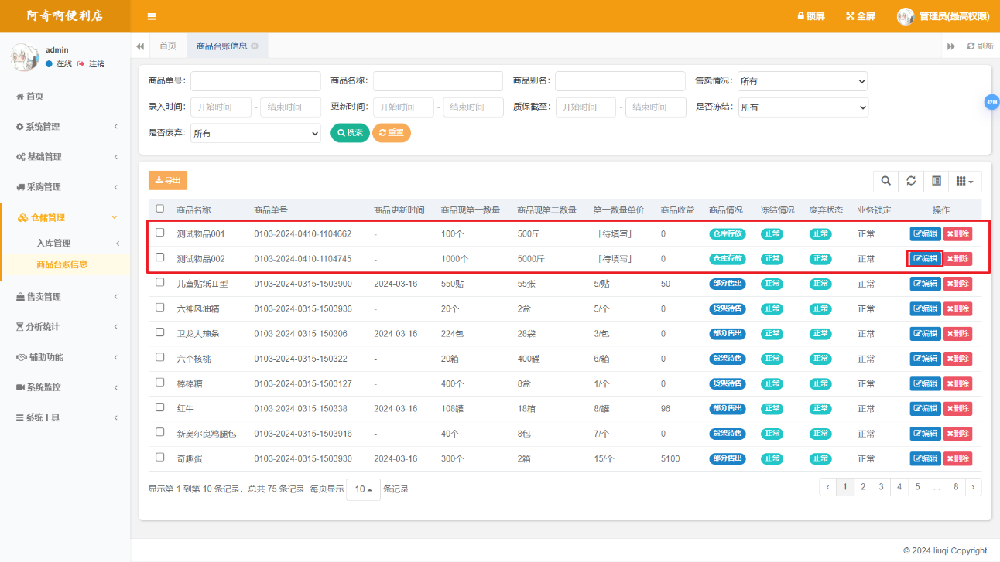 阿奇啊便利店
锁屏 全屏 管理员(最高权限)
admin
在线 注销
首页 商品台账信息 刷新
首页
系统管理
基础管理
采购管理
仓储管理
入库管理
商品台账信息
售卖管理
分析统计
辅助功能
系统监控
系统工具
商品单号： 商品名称： 商品别名： 售卖情况： 所有
录入时间： 开始时间 - 结束时间 更新时间： 开始时间 - 结束时间 质保截至： 开始时间 - 结束时间 是否冻结： 所有
是否废弃： 所有 搜索 重置
42M
导出
商品名称 商品单号 商品更新时间 商品现第一数量 商品现第二数量 第一数量单价 商品收益 商品情况 冻结情况 废弃状态 业务锁定 操作
测试物品001 0103-2024-0410-1104662 - 100个 500斤 「待填写」 0 仓库存放 正常 正常 正常 编辑 删除
测试物品002 0103-2024-0410-1104745 - 1000个 5000斤 「待填写」 0 仓库存放 正常 正常 正常 编辑 删除
儿童贴纸Ⅱ型 0103-2024-0315-1503900 2024-03-16 550贴 55张 5/贴 50 部分售出 正常 正常 正常 编辑 删除
六神风油精 0103-2024-0315-1503936 - 20个 2盒 5/个 0 货架待售 正常 正常 正常 编辑 删除
卫龙大辣条 0103-2024-0315-150306 2024-03-16 224包 28袋 3/包 0 部分售出 正常 正常 正常 编辑 删除
六个核桃 0103-2024-0315-150322 - 20箱 400罐 6/箱 0 货架待售 正常 正常 正常 编辑 删除
棒棒糖 0103-2024-0315-1503127 - 400个 8盒 1/个 0 货架待售 正常 正常 正常 编辑 删除
红牛 0103-2024-0315-150338 2024-03-16 108罐 18箱 8/罐 96 部分售出 正常 正常 正常 编辑 删除
新奥尔良鸡腿包 0103-2024-0315-1503916 - 40个 8包 7/个 0 货架待售 正常 正常 正常 编辑 删除
奇趣蛋 0103-2024-0315-1503930 2024-03-16 300个 2箱 15/个 5100 部分售出 正常 正常 正常 编辑 删除
显示第 1 到第 10 条记录，总共 75 条记录 每页显示 10 条记录 ‹ 1 2 3 4 5 ... 8 ›
© 2024 liuqi Copyright